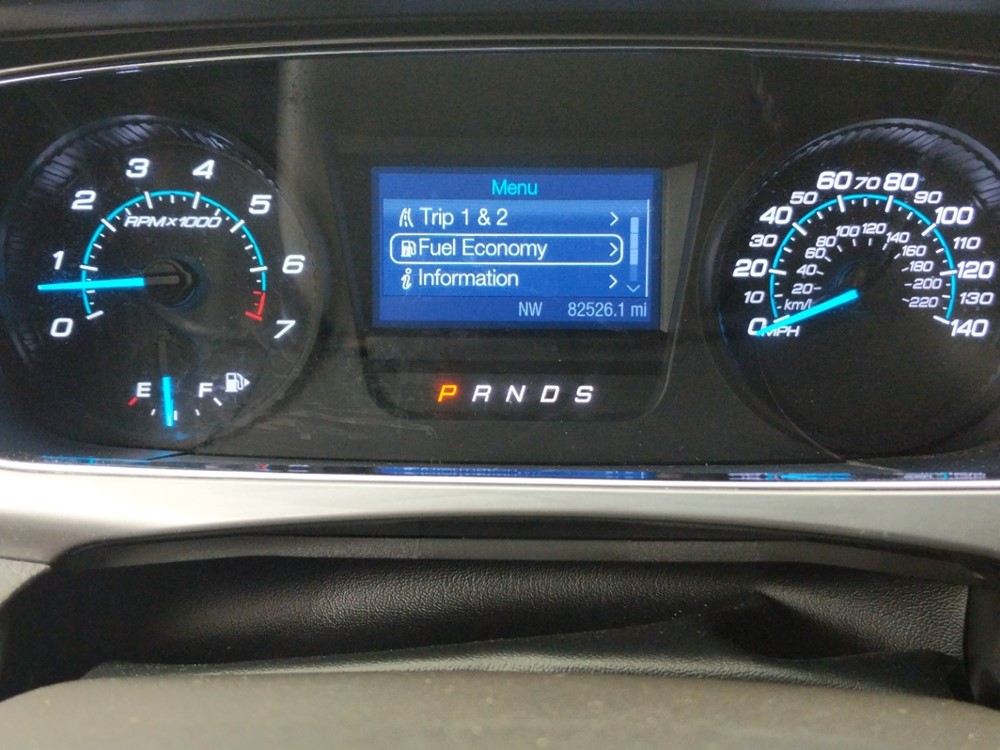 0 1 2 3 4 5 6 7
RPMx1000
E F
Menu
Trip 1 & 2
Fuel Economy
Information
NW 82526.1 mi
P R N D S
0 10 20 30 40 50 60 70 80 90 100 110 120 130 140
MPH
20 40 60 80 100 120 140 160 180 200 220
km/